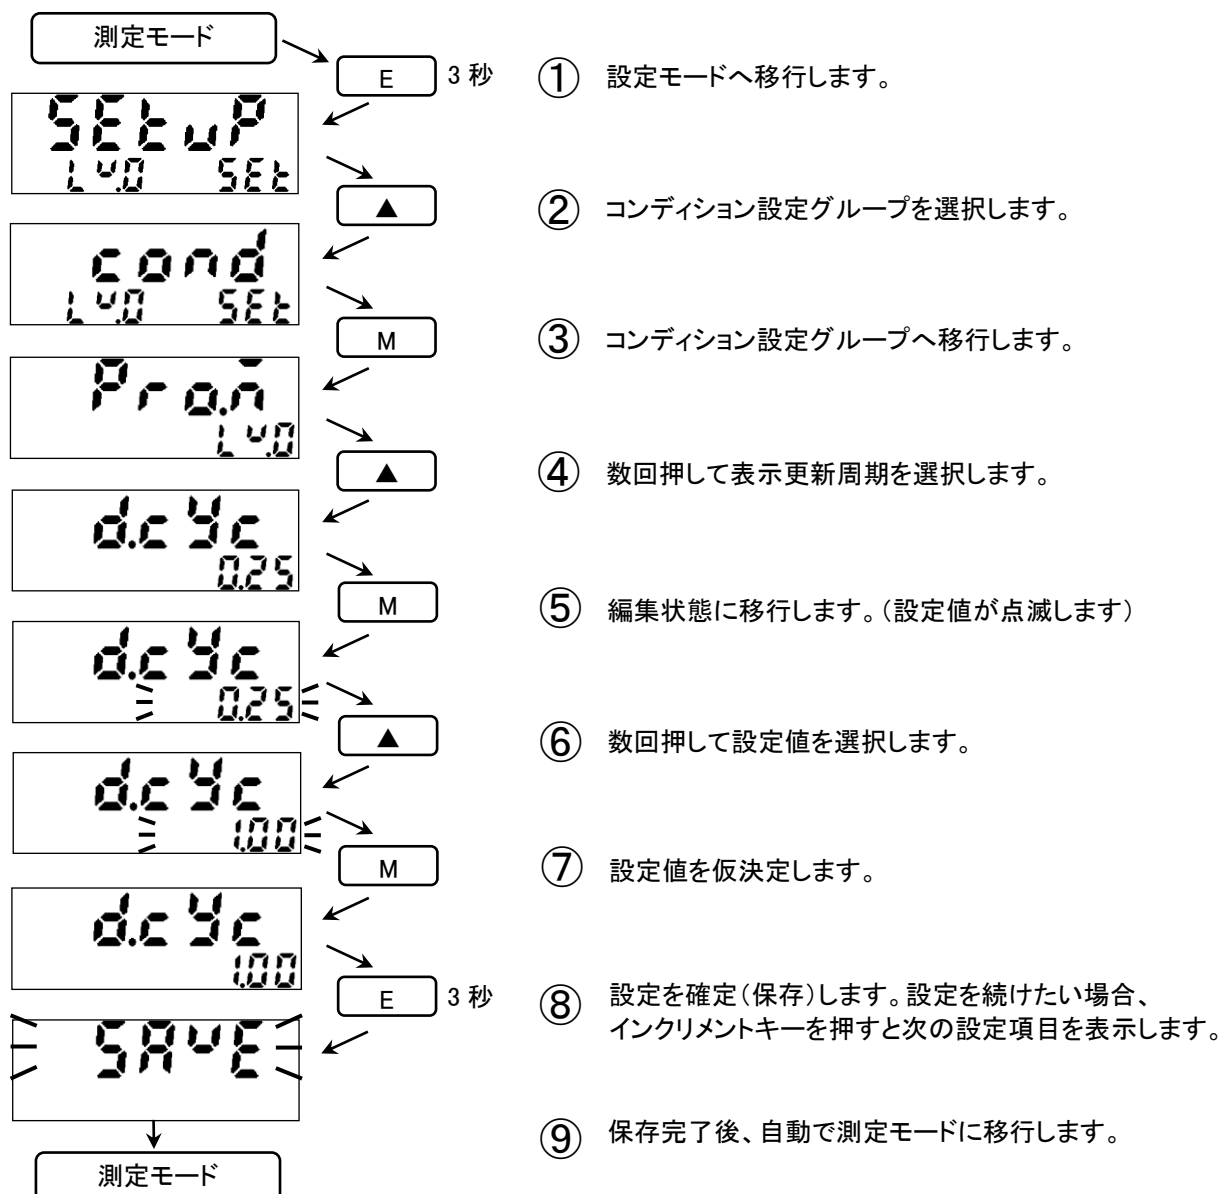 測定モード
E 3秒 ① 設定モードへ移行します。
SEtuP
Lv.0 SEt
▲ ② コンディション設定グループを選択します。
cond
Lv.0 SEt
M ③ コンディション設定グループへ移行します。
Pro.m
Lv.0
▲ ④ 数回押して表示更新周期を選択します。
d.cYc
0.25
M ⑤ 編集状態に移行します。(設定値が点滅します)
d.cYc
0.25
▲ ⑥ 数回押して設定値を選択します。
d.cYc
1.00
M ⑦ 設定値を仮決定します。
d.cYc
1.00
E 3秒 ⑧ 設定を確定(保存)します。設定を続けたい場合、
インクリメントキーを押すと次の設定項目を表示します。
SAvE
⑨ 保存完了後、自動で測定モードに移行します。
測定モード